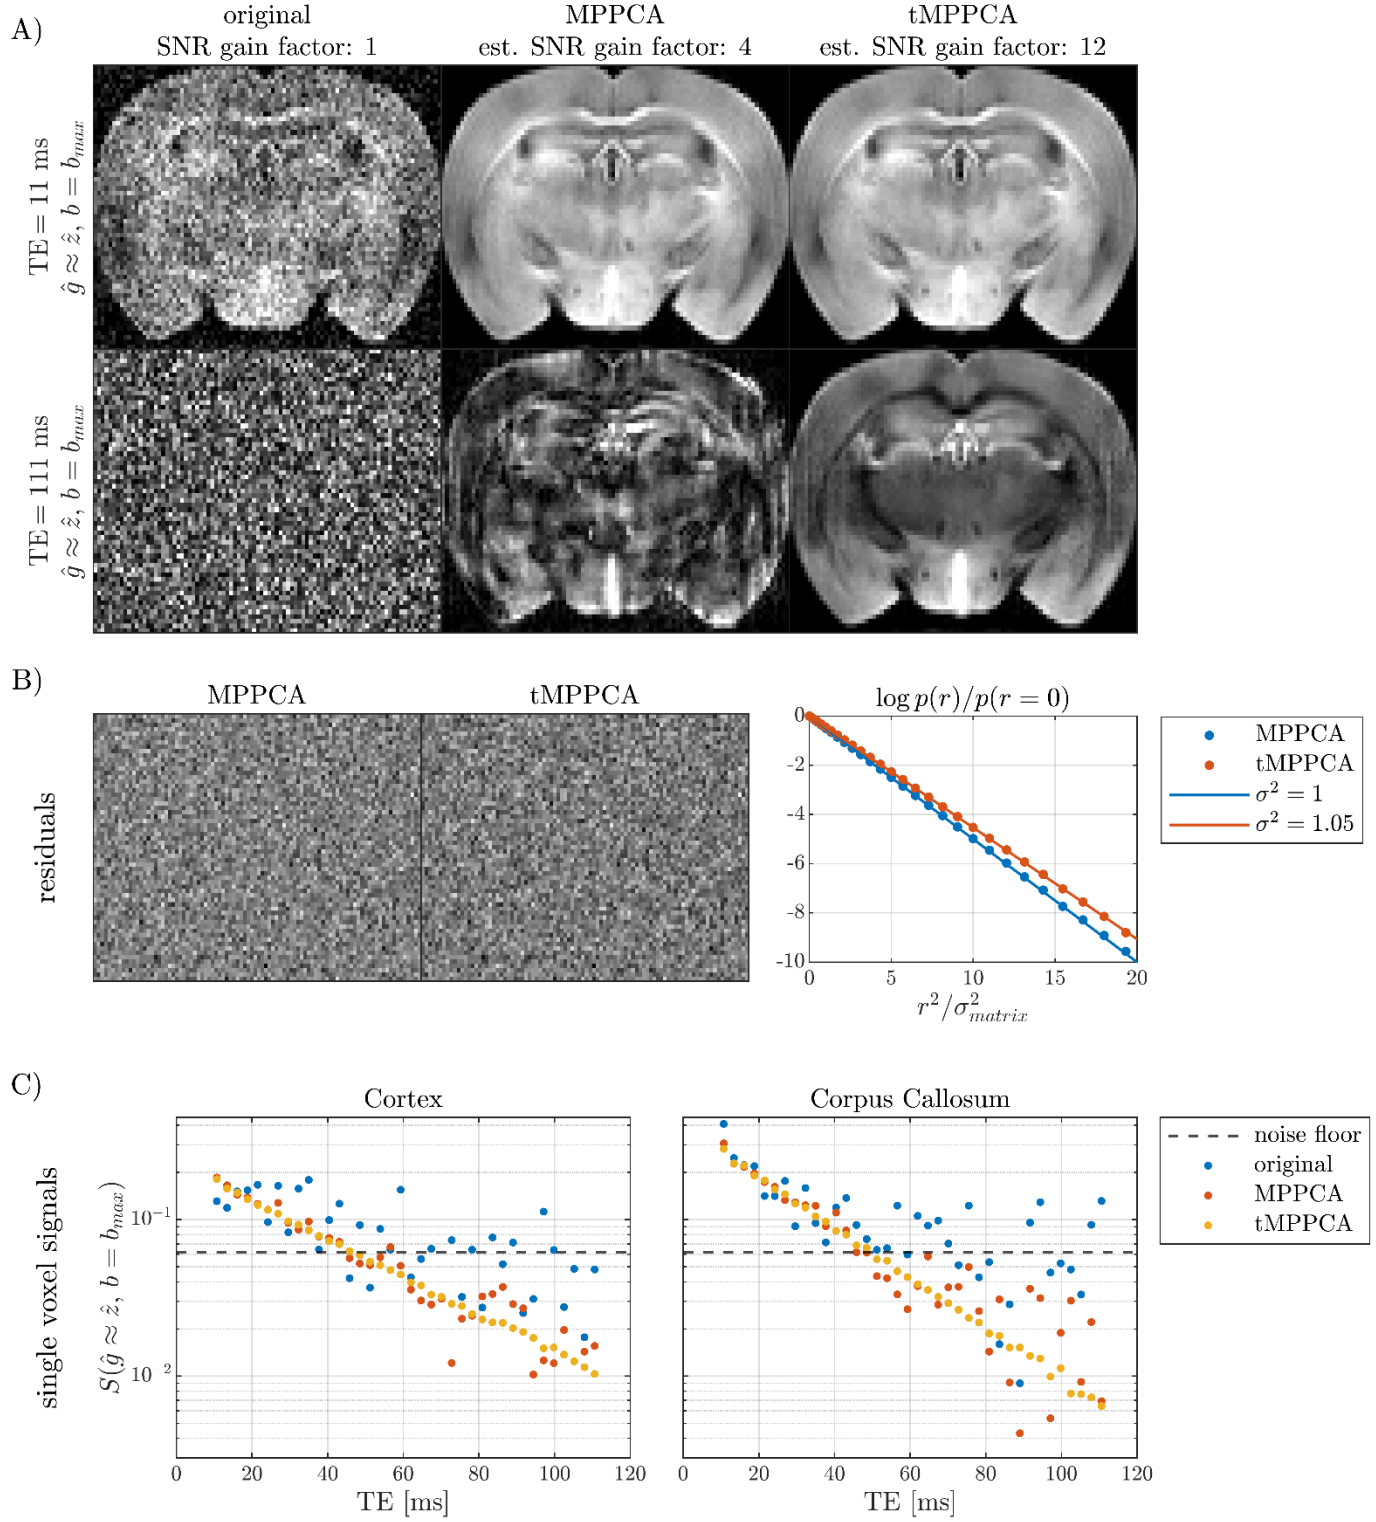 A)
original
SNR gain factor: 1
MPPCA
est. SNR gain factor: 4
tMPPCA
est. SNR gain factor: 12
TE = 11 ms
ĝ ≈ ẑ, b = b_max
TE = 111 ms
ĝ ≈ ẑ, b = b_max
B)
MPPCA
tMPPCA
residuals
log p(r)/p(r = 0)
0
-2
-4
-6
-8
-10
0 5 10 15 20
r²/σ²_matrix
MPPCA
tMPPCA
σ² = 1
σ² = 1.05
C)
single voxel signals
S(ĝ ≈ ẑ, b = b_max)
Cortex
10⁻¹
10⁻²
0 20 40 60 80 100 120
TE [ms]
Corpus Callosum
0 20 40 60 80 100 120
TE [ms]
noise floor
original
MPPCA
tMPPCA